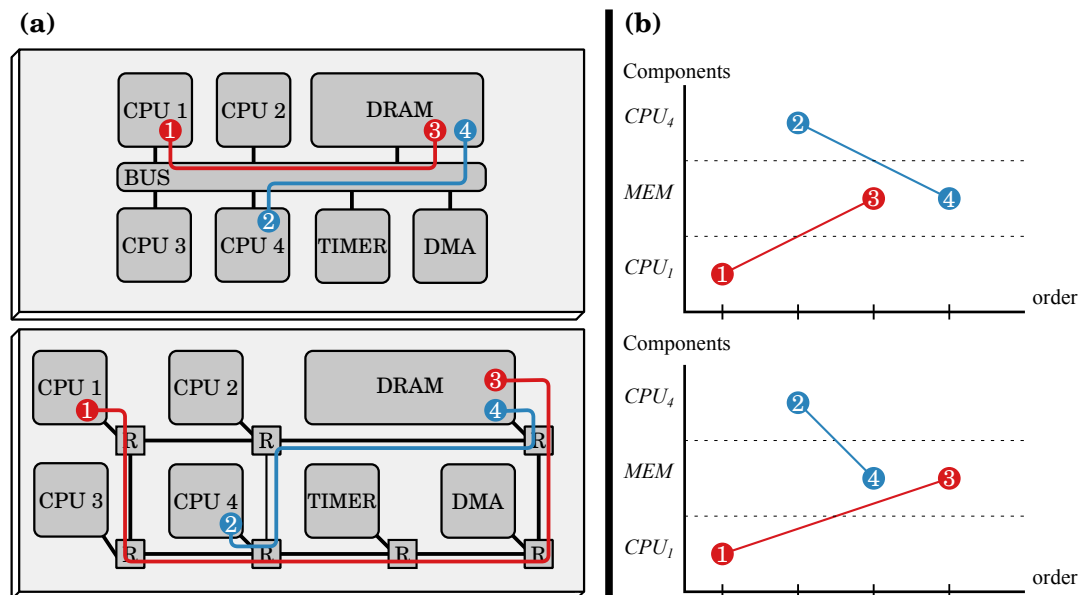 (a)
CPU 1
CPU 2
DRAM
1
3
4
BUS
2
CPU 3
CPU 4
TIMER
DMA
CPU 1
CPU 2
DRAM
3
1
4
R
R
R
CPU 3
CPU 4
TIMER
DMA
2
R
R
R
R
(b)
Components
CPU4
2
MEM
3
4
CPU1
1
order
Components
CPU4
2
MEM
4
3
CPU1
1
order